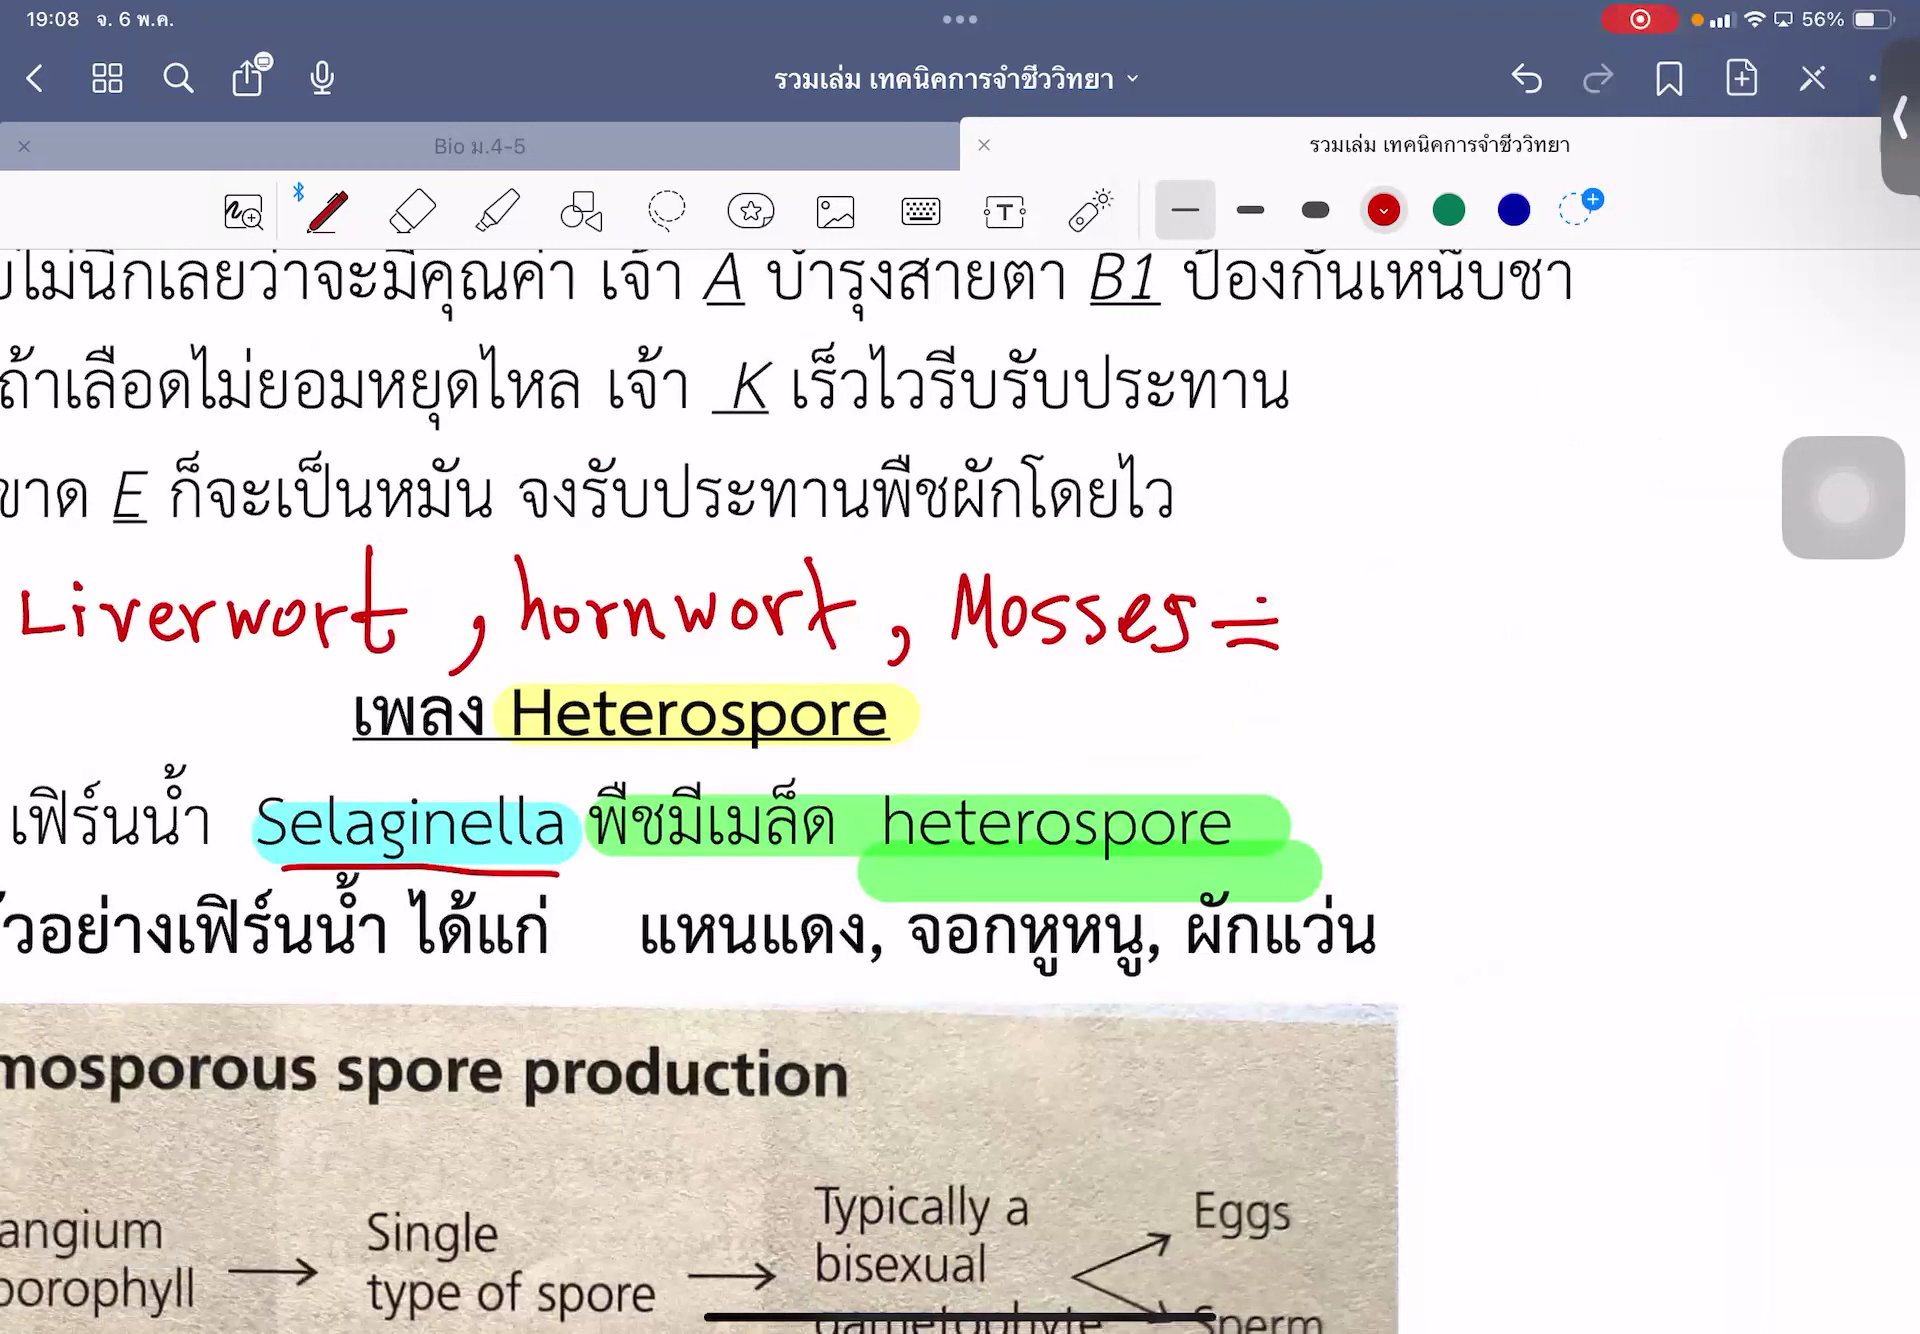 19:08 จ. 6 พ.ค.
56%
รวมเล่ม เทคนิคการจำชีววิทยา
Bio ม.4-5
รวมเล่ม เทคนิคการจำชีววิทยา
ไม่นึกเลยว่าจะมีคุณค่า เจ้า A บำรุงสายตา B1 ป้องกันเหน็บชา
ถ้าเลือดไม่ยอมหยุดไหล เจ้า K เร็วไวรีบรับประทาน
ขาด E ก็จะเป็นหมัน จงรับประทานพืชผักโดยไว
Liverwort , hornwort , Mosses
เพลง Heterospore
เฟิร์นน้ำ Selaginella พืชมีเมล็ด heterospore
วอย่างเฟิร์นน้ำ ได้แก่ แหนแดง, จอกหูหนู, ผักแว่น
mosporous spore production
angium
orophyll
Single
type of spore
Typically a
bisexual
gametophyte
Eggs
Sperm